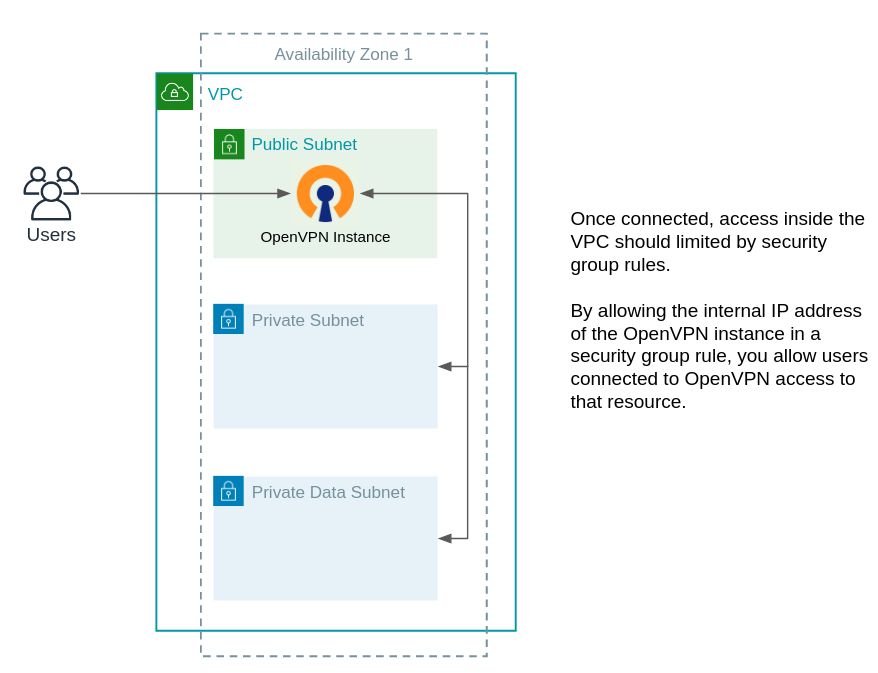 Availability Zone 1
VPC
Public Subnet
OpenVPN Instance
Users
Private Subnet
Private Data Subnet
Once connected, access inside the
VPC should limited by security
group rules.
By allowing the internal IP address
of the OpenVPN instance in a
security group rule, you allow users
connected to OpenVPN access to
that resource.